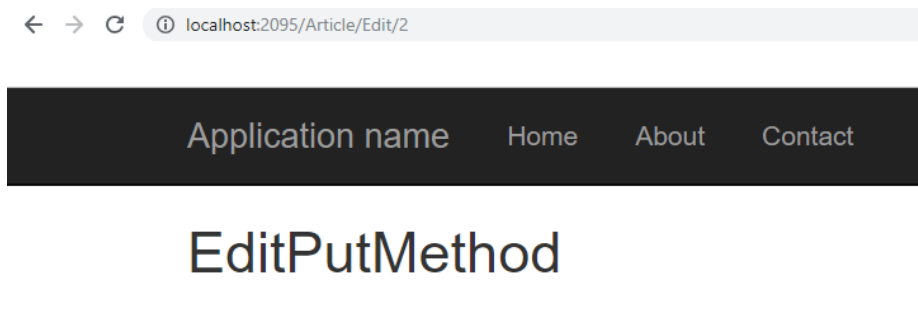 localhost:2095/Article/Edit/2
Application name Home About Contact
EditPutMethod